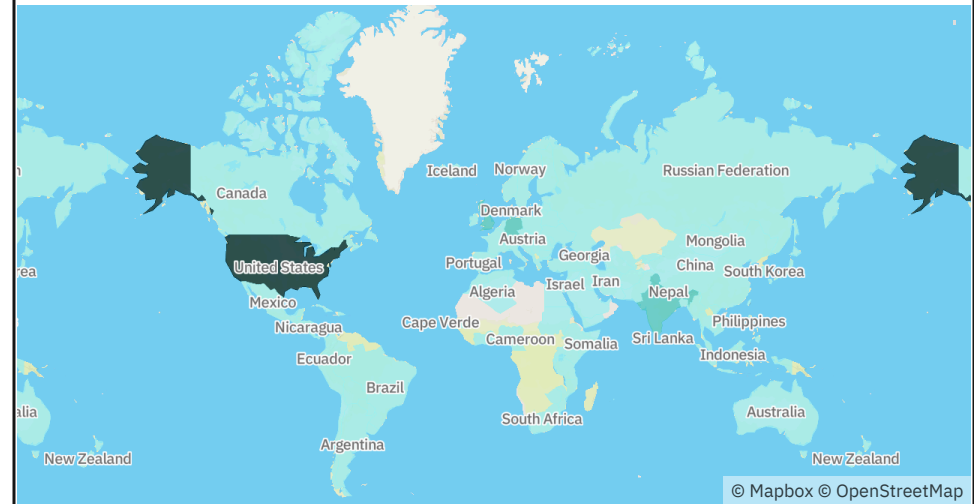 Iceland
Norway
Russian Federation
n
Canada
Denmark
Austria
Mongolia
Georgia
Portugal
China
United States
rea
South Korea
Israel
Iran
Algeria
Nepal
Mexico
Cape Verde
Philippines
Nicaragua
Cameroon
Somalia
Sri Lanka
Ecuador
Indonesia
Brazil
alia
Australia
South Africa
Argentina
New Zealand
New Zealand
© Mapbox © OpenStreetMap